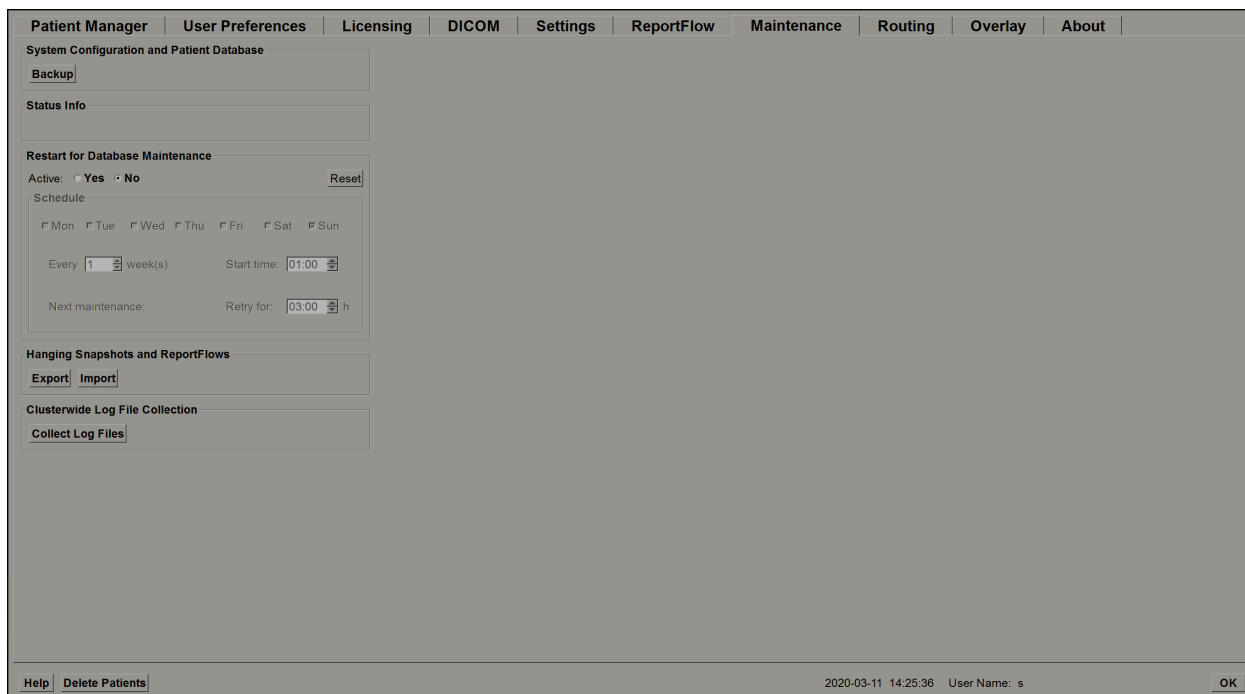 Patient Manager User Preferences Licensing DICOM Settings ReportFlow Maintenance Routing Overlay About
System Configuration and Patient Database
Backup
Status Info
Restart for Database Maintenance
Active: Yes No Reset
Schedule
Mon Tue Wed Thu Fri Sat Sun
Every 1 week(s) Start time: 01:00
Next maintenance: Retry for: 03:00 h
Hanging Snapshots and ReportFlows
Export Import
Clusterwide Log File Collection
Collect Log Files
Help Delete Patients 2020-03-11 14:25:36 User Name: s OK